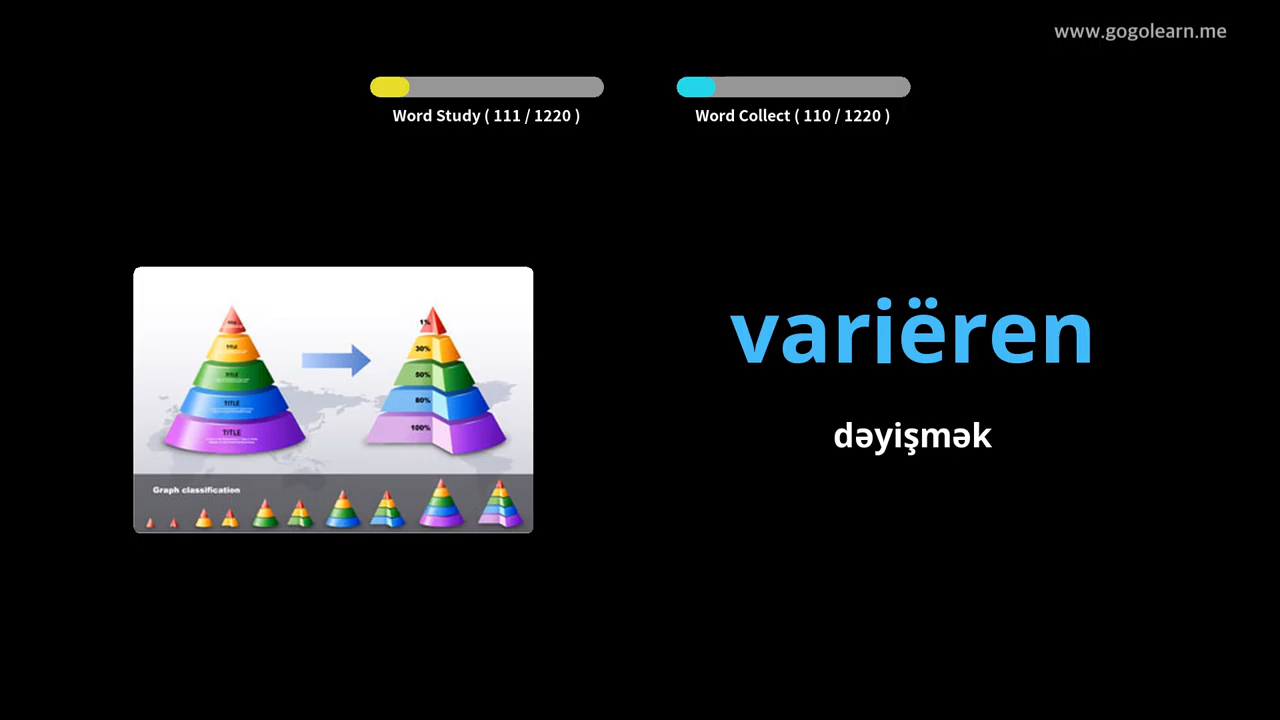 www.gogolearn.me
Word Study ( 111 / 1220 )
Word Collect ( 110 / 1220 )
TITLE
TITLE
TITLE
TITLE
1%
30%
50%
80%
100%
Graph classification
variëren
dəyişmək